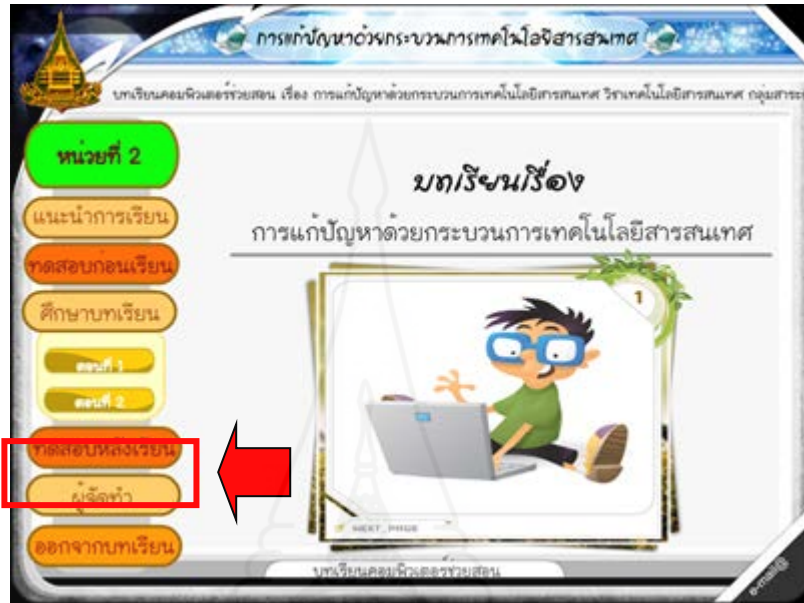 การแก้ปัญหาด้วยกระบวนการเทคโนโลยีสารสนเทศ
บทเรียนคอมพิวเตอร์ช่วยสอน เรื่อง การแก้ปัญหาด้วยกระบวนการเทคโนโลยีสารสนเทศ วิชาเทคโนโลยีสารสนเทศ กลุ่มสาระ
หน่วยที่ 2
แนะนำการเรียน
ทดสอบก่อนเรียน
ศึกษาบทเรียน
ตอนที่ 1
ตอนที่ 2
ทดสอบหลังเรียน
ผู้จัดทำ
ออกจากบทเรียน
บทเรียนเรื่อง
การแก้ปัญหาด้วยกระบวนการเทคโนโลยีสารสนเทศ
1
NEXT_PAGE
บทเรียนคอมพิวเตอร์ช่วยสอน
e-mail@